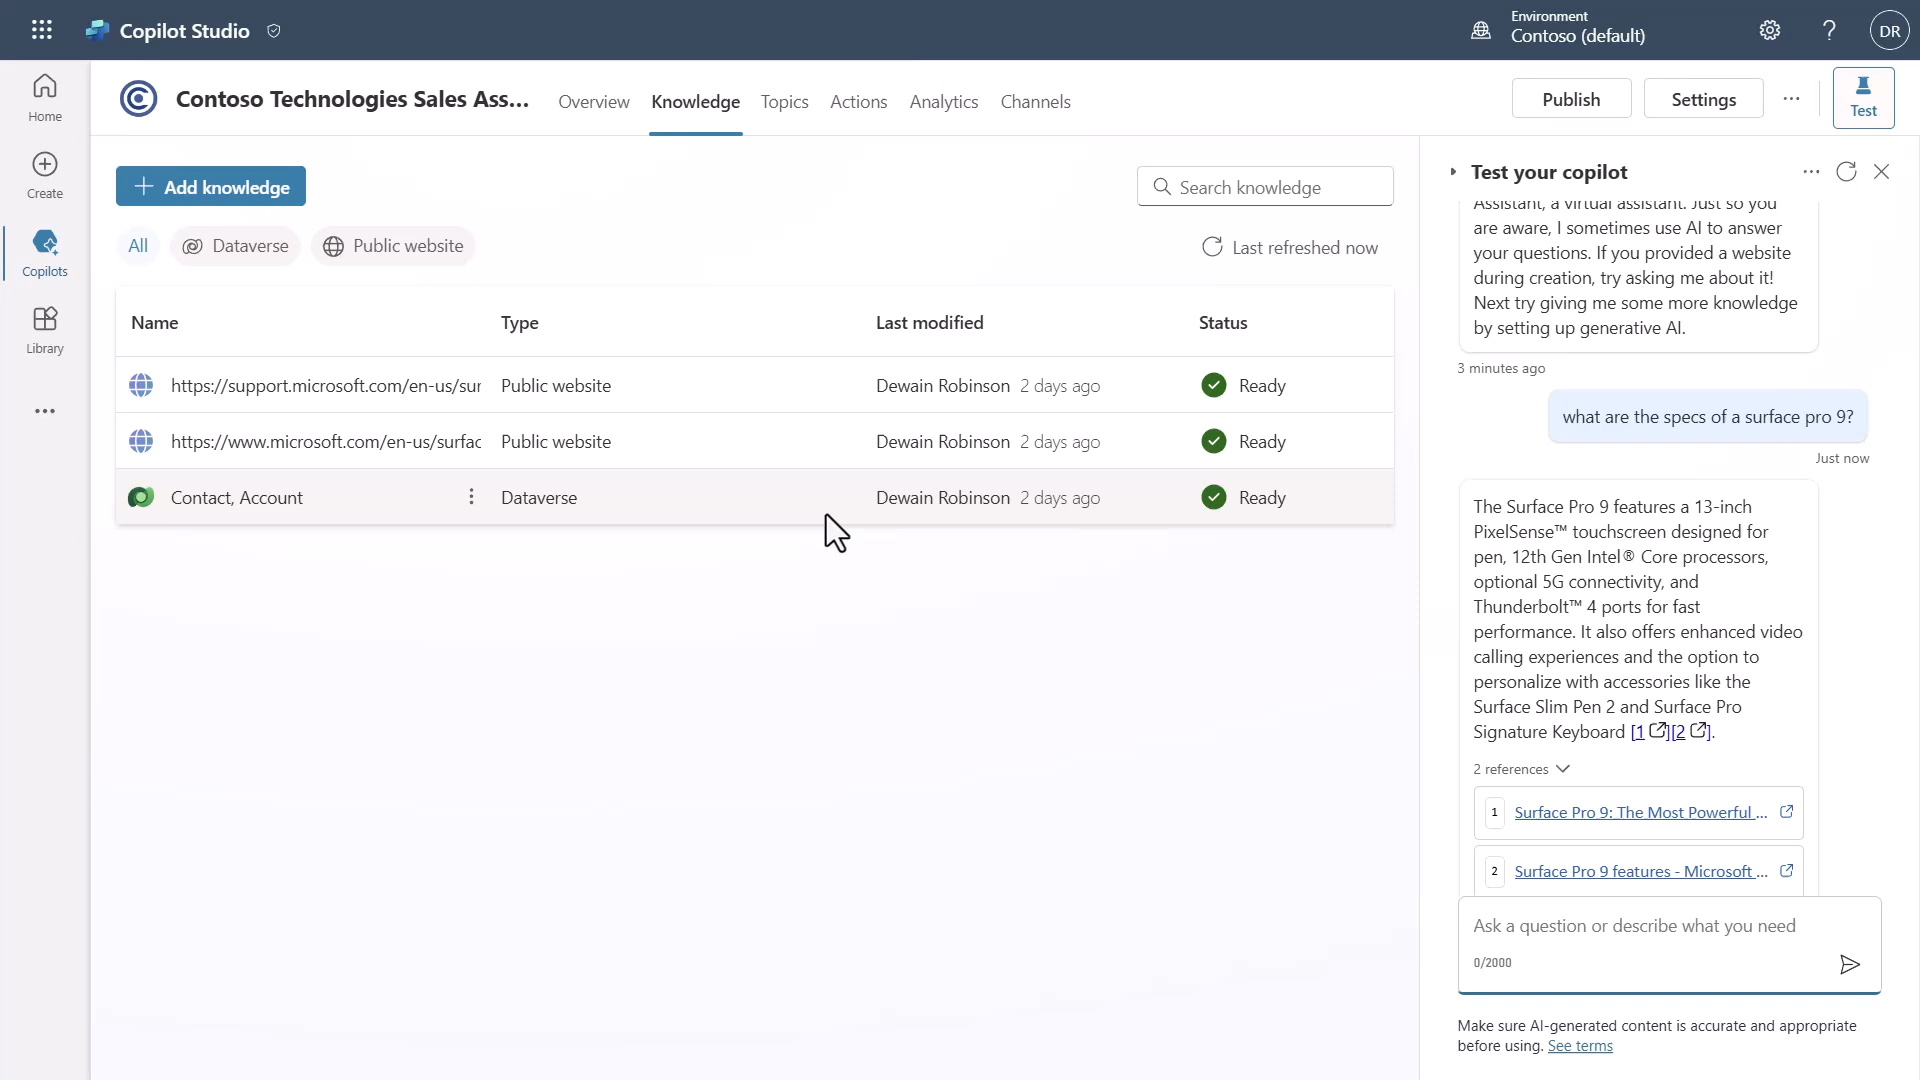 Copilot Studio
Environment
Contoso (default)
DR
Home
Create
Copilots
Library
Contoso Technologies Sales Ass...
Overview
Knowledge
Topics
Actions
Analytics
Channels
Publish
Settings
Test
Add knowledge
Search knowledge
All
Dataverse
Public website
Last refreshed now
Name
Type
Last modified
Status
https://support.microsoft.com/en-us/sur
Public website
Dewain Robinson 2 days ago
Ready
https://www.microsoft.com/en-us/surfac
Public website
Dewain Robinson 2 days ago
Ready
Contact, Account
Dataverse
Dewain Robinson 2 days ago
Ready
Test your copilot
Assistant, a virtual assistant. Just so you
are aware, I sometimes use AI to answer
your questions. If you provided a website
during creation, try asking me about it!
Next try giving me some more knowledge
by setting up generative AI.
3 minutes ago
what are the specs of a surface pro 9?
Just now
The Surface Pro 9 features a 13-inch
PixelSense™ touchscreen designed for
pen, 12th Gen Intel® Core processors,
optional 5G connectivity, and
Thunderbolt™ 4 ports for fast
performance. It also offers enhanced video
calling experiences and the option to
personalize with accessories like the
Surface Slim Pen 2 and Surface Pro
Signature Keyboard [1][2].
2 references
1 Surface Pro 9: The Most Powerful ...
2 Surface Pro 9 features - Microsoft ...
Ask a question or describe what you need
0/2000
Make sure AI-generated content is accurate and appropriate
before using. See terms